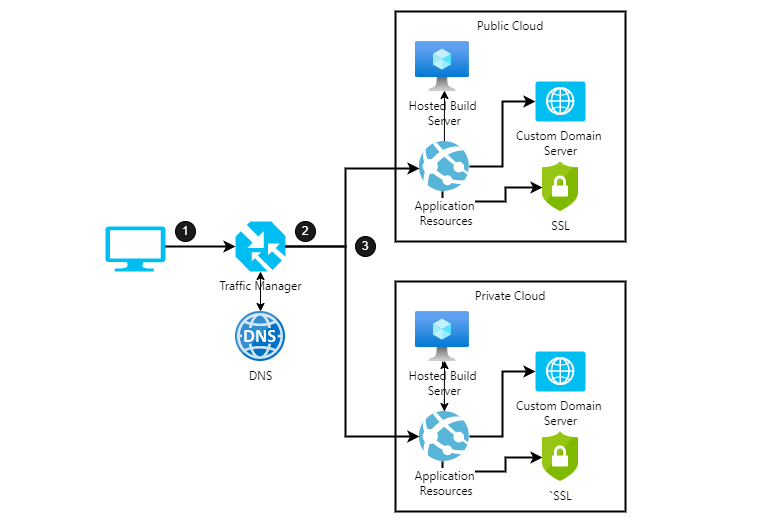 Public Cloud
Hosted Build
Server
Custom Domain
Server
Application
Resources
SSL
1
2
3
Traffic Manager
DNS
DNS
Private Cloud
Hosted Build
Server
Custom Domain
Server
Application
Resources
`SSL